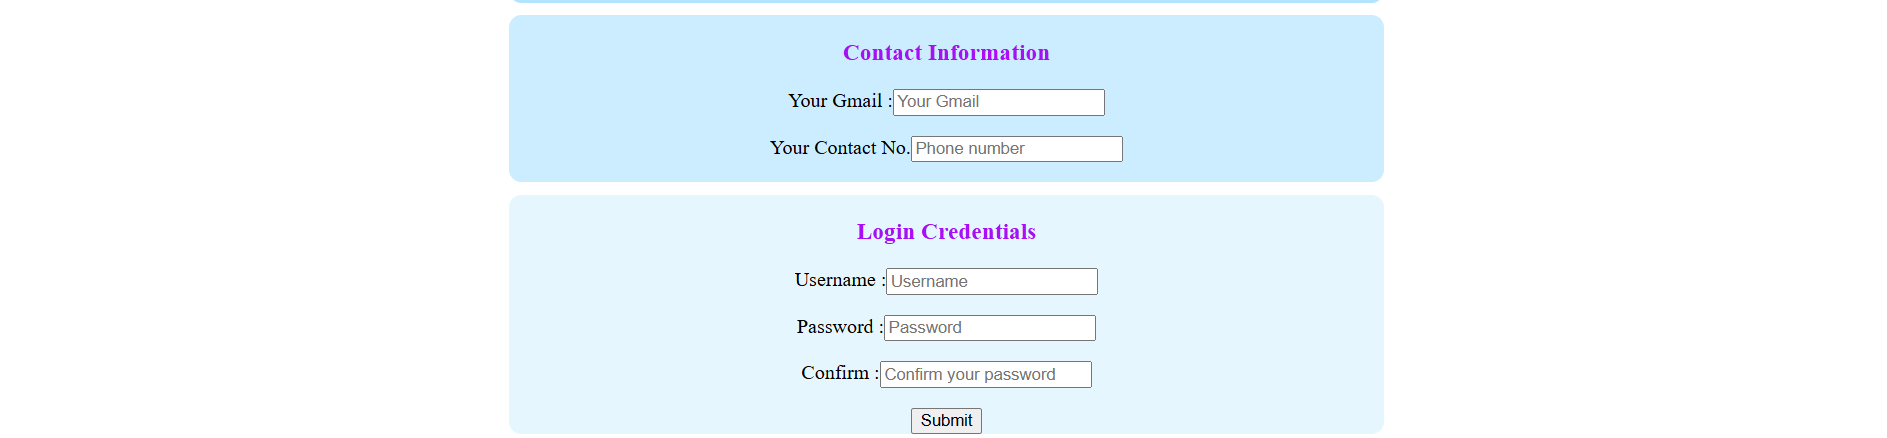 Contact Information
Your Gmail :Your Gmail
Your Contact No.Phone number
Login Credentials
Username :Username
Password :Password
Confirm :Confirm your password
Submit